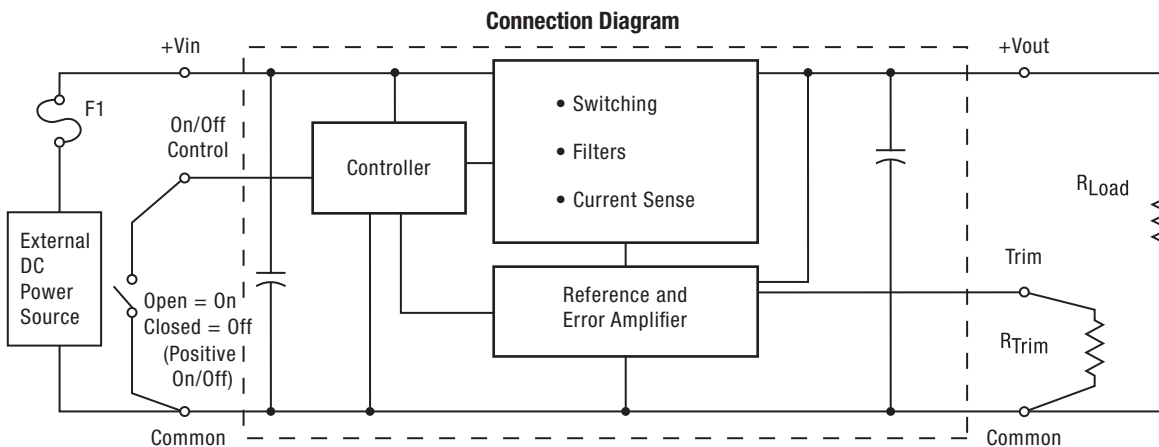 Connection Diagram
+Vin
+Vout
F1
On/Off
Control
Controller
• Switching
• Filters
• Current Sense
RLoad
External
DC
Power
Source
Open = On
Closed = Off
(Positive
On/Off)
Reference and
Error Amplifier
Trim
RTrim
Common
Common